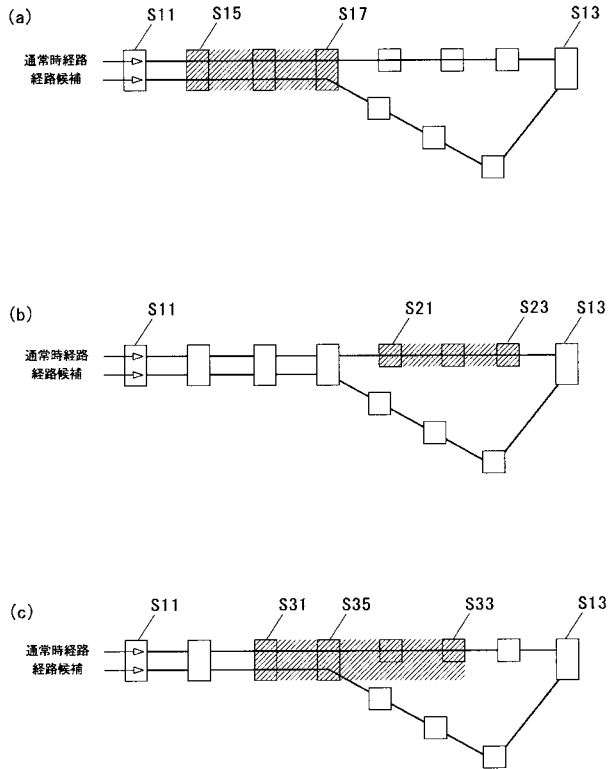 (a)
S11 S15 S17 S13
通常時経路
経路候補
(b)
S11 S21 S23 S13
通常時経路
経路候補
(c)
S11 S31 S35 S33 S13
通常時経路
経路候補